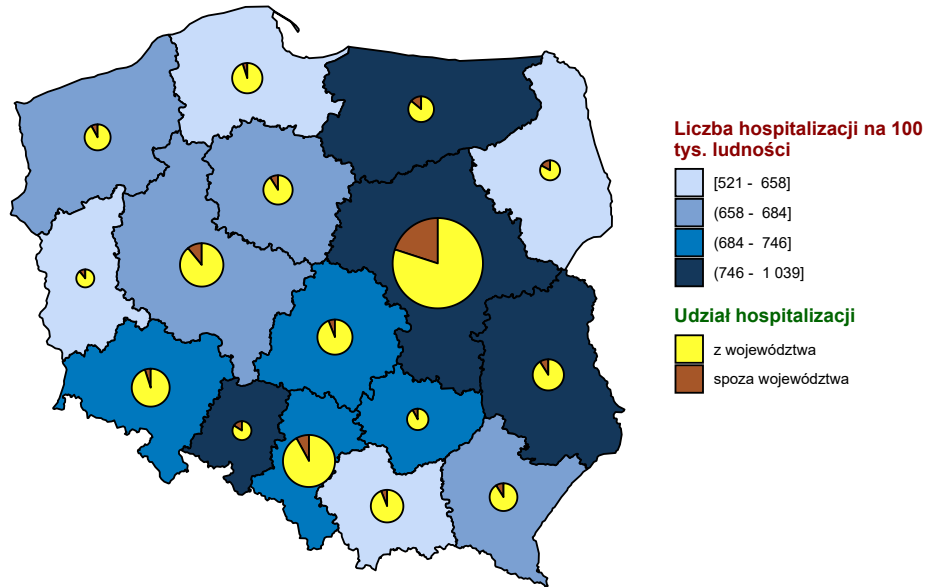 Liczba hospitalizacji na 100
tys. ludności
[521 - 658]
(658 - 684]
(684 - 746]
(746 - 1 039]
Udział hospitalizacji
z województwa
spoza województwa